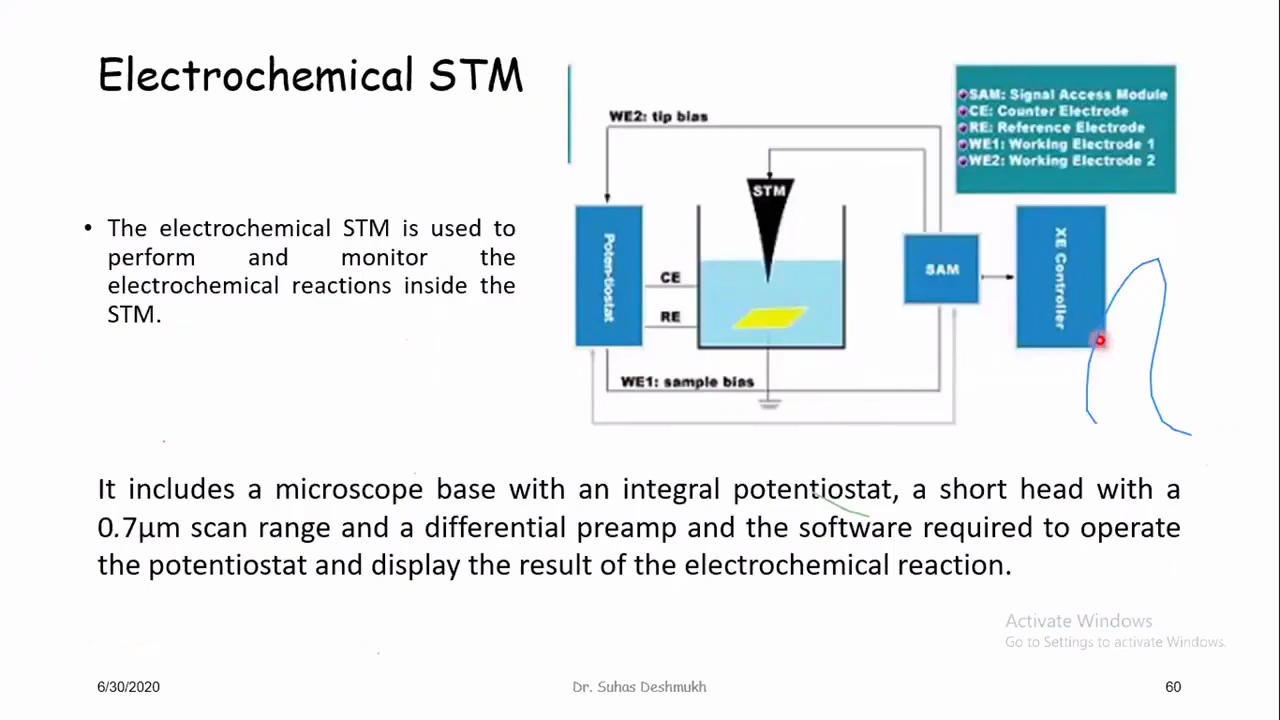 Electrochemical STM
• The electrochemical STM is used to
perform and monitor the
electrochemical reactions inside the
STM.
WE2: tip bias
STM
Poten-tiostat
CE
RE
WE1: sample bias
SAM
XE Controller
SAM: Signal Access Module
CE: Counter Electrode
RE: Reference Electrode
WE1: Working Electrode 1
WE2: Working Electrode 2
It includes a microscope base with an integral potentiostat, a short head with a
0.7µm scan range and a differential preamp and the software required to operate
the potentiostat and display the result of the electrochemical reaction.
Activate Windows
Go to Settings to activate Windows.
6/30/2020
Dr. Suhas Deshmukh
60